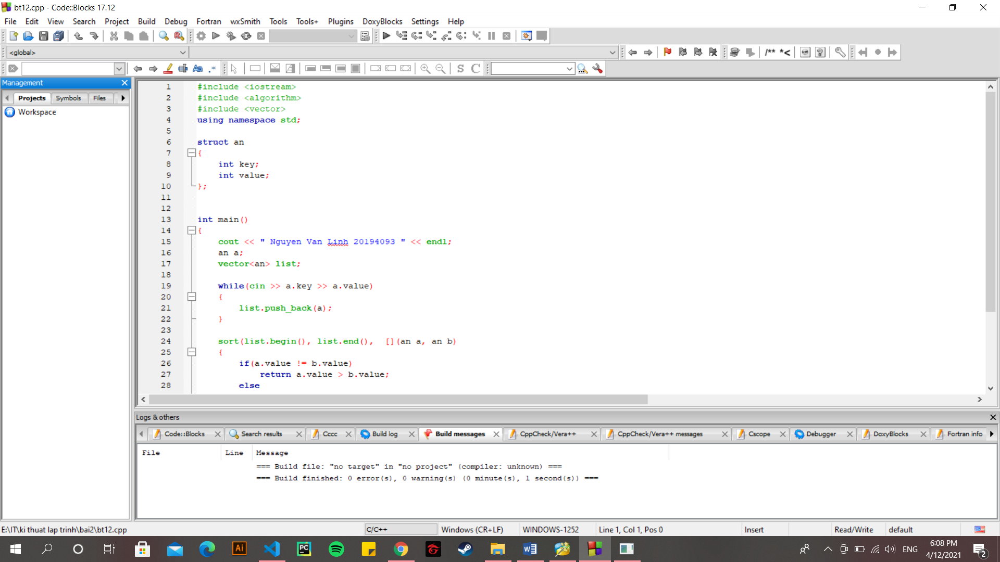 bt12.cpp - Code::Blocks 17.12
File Edit View Search Project Build Debug Fortran wxSmith Tools Tools+ Plugins DoxyBlocks Settings Help
<global>
/** *<
Aa .*
S C
Management
Projects Symbols Files
Workspace
1 #include <iostream>
2 #include <algorithm>
3 #include <vector>
4 using namespace std;
5
6 struct an
7 {
8 int key;
9 int value;
10 };
11
12
13 int main()
14 {
15 cout << " Nguyen Van Linh 20194093 " << endl;
16 an a;
17 vector<an> list;
18
19 while(cin >> a.key >> a.value)
20 {
21 list.push_back(a);
22 }
23
24 sort(list.begin(), list.end(),  [](an a, an b)
25 {
26 if(a.value != b.value)
27 return a.value > b.value;
28 else
Logs & others
Code::Blocks Search results Cccc Build log Build messages CppCheck/Vera++ CppCheck/Vera++ messages Cscope Debugger DoxyBlocks Fortran info
File Line Message
=== Build file: "no target" in "no project" (compiler: unknown) ===
=== Build finished: 0 error(s), 0 warning(s) (0 minute(s), 1 second(s)) ===
E:\IT\ki thuat lap trinh\bai2\bt12.cpp C/C++ Windows (CR+LF) WINDOWS-1252 Line 1, Col 1, Pos 0 Insert Read/Write default
Ai PC W ENG 6:08 PM
4/12/2021 2